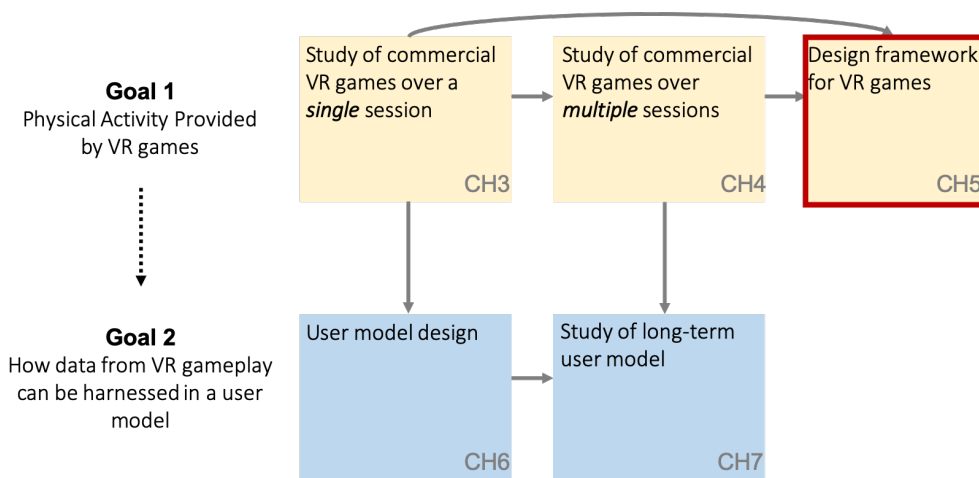 Goal 1
Physical Activity Provided
by VR games
Study of commercial
VR games over a
single session
CH3
Study of commercial
VR games over
multiple sessions
CH4
Design framework
for VR games
CH5
Goal 2
How data from VR gameplay
can be harnessed in a user
model
User model design
CH6
Study of long-term
user model
CH7